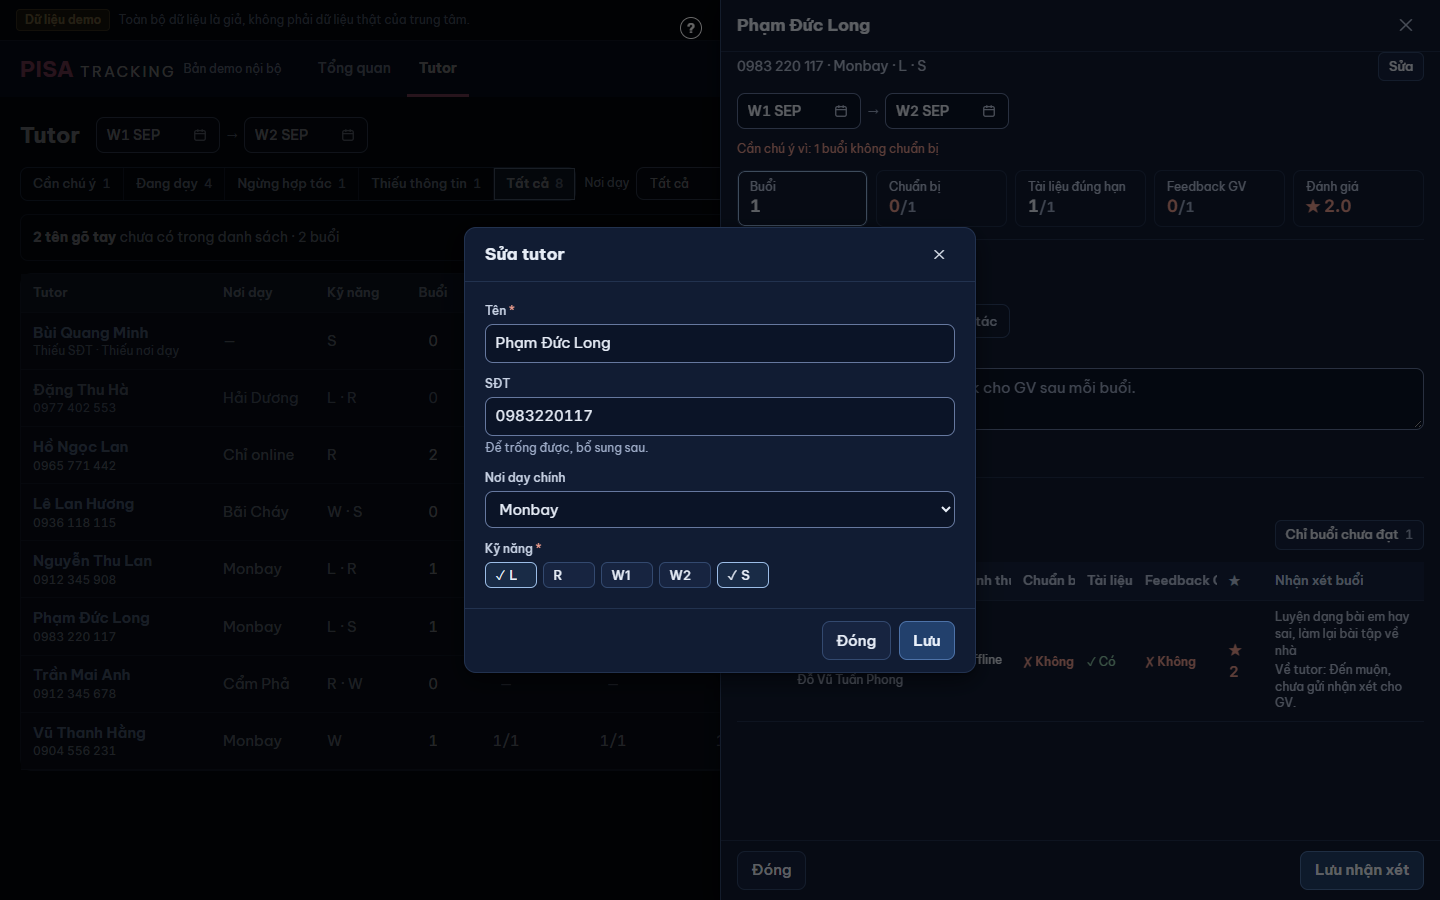 Dữ liệu demo Toàn bộ dữ liệu là giả, không phải dữ liệu thật của trung tâm.
?
PISA TRACKING Bản demo nội bộ Tổng quan Tutor
Tutor W1 SEP → W2 SEP
Cần chú ý 1 Đang dạy 4 Ngừng hợp tác 1 Thiếu thông tin 1 Tất cả 8 Nơi dạy Tất cả
2 tên gõ tay chưa có trong danh sách · 2 buổi
Tutor Nơi dạy Kỹ năng Buổi
Bùi Quang Minh — S 0
Thiếu SĐT · Thiếu nơi dạy
Đặng Thu Hà Hải Dương L · R 0
0977 402 553
Hồ Ngọc Lan Chỉ online R 2
0965 771 442
Lê Lan Hương Bãi Cháy W · S 0
0936 118 115
Nguyễn Thu Lan Monbay L · R 1
0912 345 908
Phạm Đức Long Monbay L · S 1
0983 220 117
Trần Mai Anh Cẩm Phả R · W 0 — —
0912 345 678
Vũ Thanh Hằng Monbay W 1 1/1 1/1
0904 556 231
Phạm Đức Long
0983 220 117 · Monbay · L · S Sửa
W1 SEP → W2 SEP
Cần chú ý vì: 1 buổi không chuẩn bị
Buổi Chuẩn bị Tài liệu đúng hạn Feedback GV Đánh giá
1 0/1 1/1 0/1 ★ 2.0
tác
cho GV sau mỗi buổi.
Chỉ buổi chưa đạt 1
Chuẩn b Tài liệu Feedback ★ Nhận xét buổi
ffline ✗ Không ✓ Có ✗ Không ★ 2
Đỗ Vũ Tuấn Phong
Luyện dạng bài em hay
sai, làm lại bài tập về
nhà
Về tutor: Đến muộn,
chưa gửi nhận xét cho
GV.
Đóng Lưu nhận xét
Sửa tutor ×
Tên *
Phạm Đức Long
SĐT
0983220117
Để trống được, bổ sung sau.
Nơi dạy chính
Monbay
Kỹ năng *
✓ L R W1 W2 ✓ S
Đóng Lưu